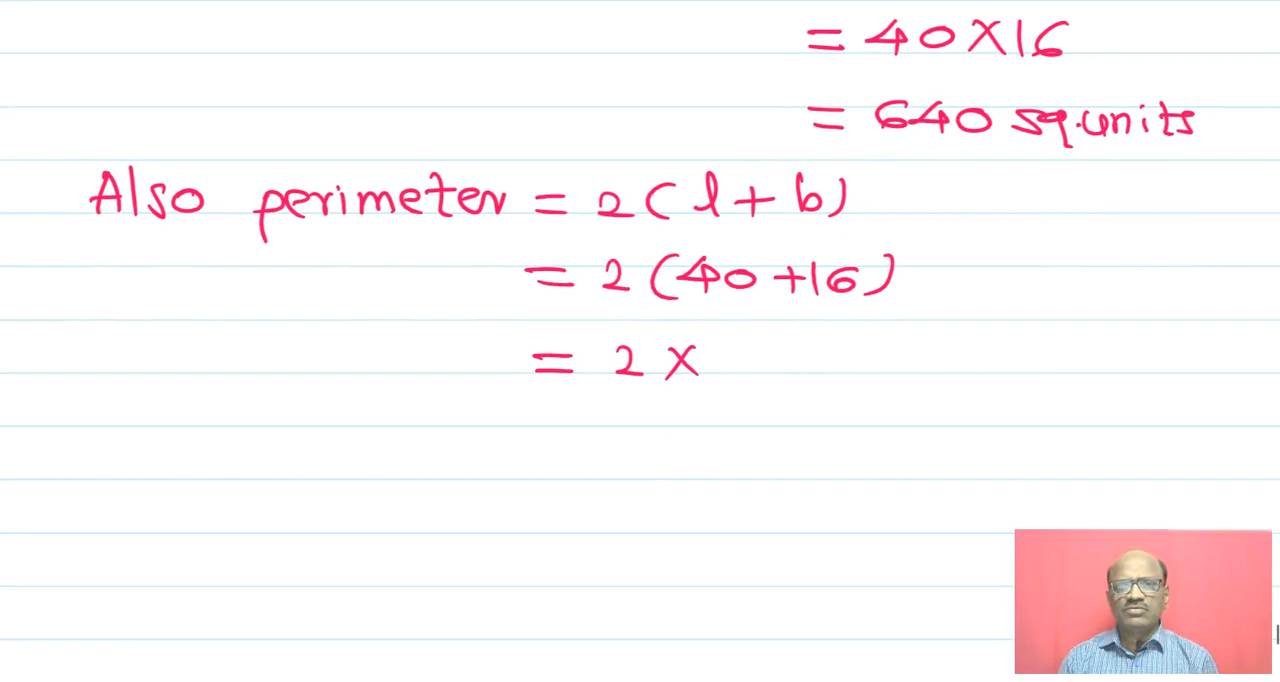 = 40 X 16
= 640 sq.units
Also perimeter = 2( l + b)
= 2 (40 +16)
= 2 X